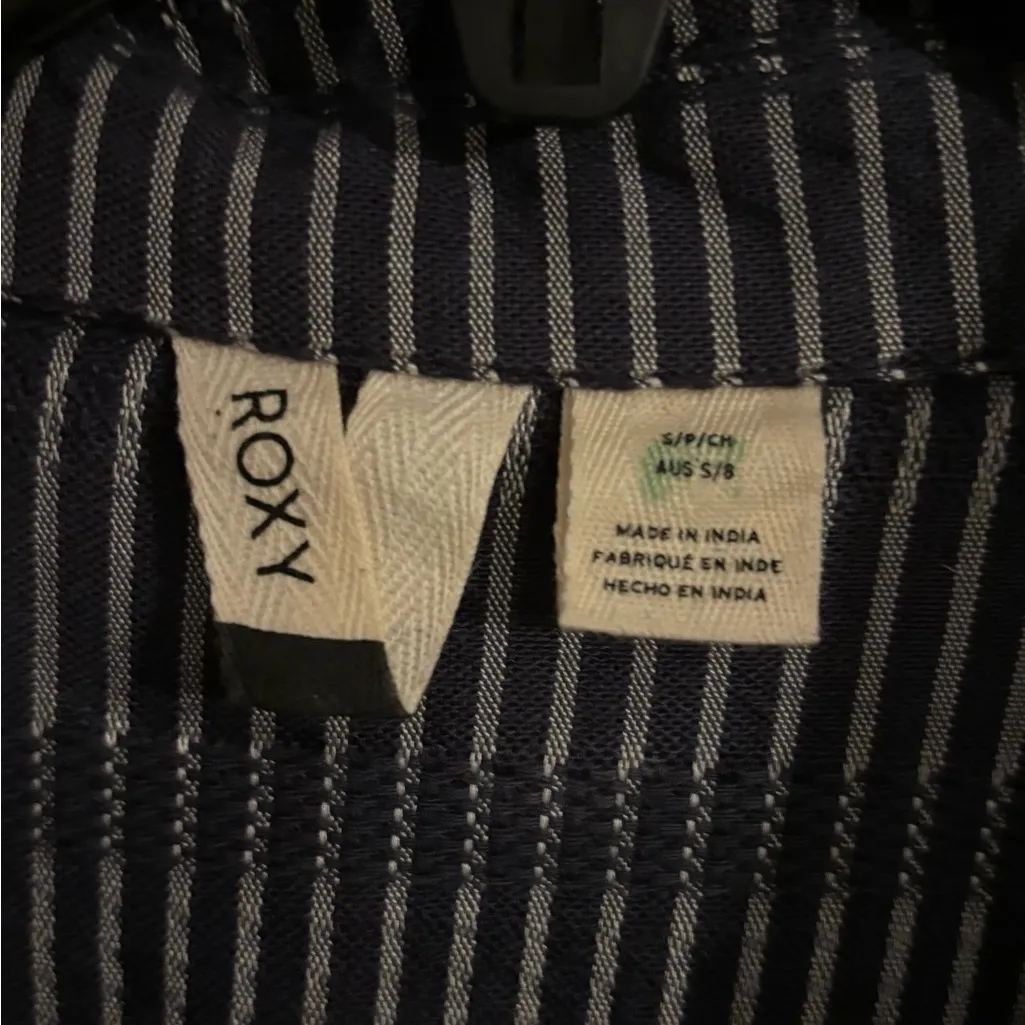 ROXY
S/P/CH
AUS S/8
MADE IN INDIA
FABRIQUÉ EN INDE
HECHO EN INDIA